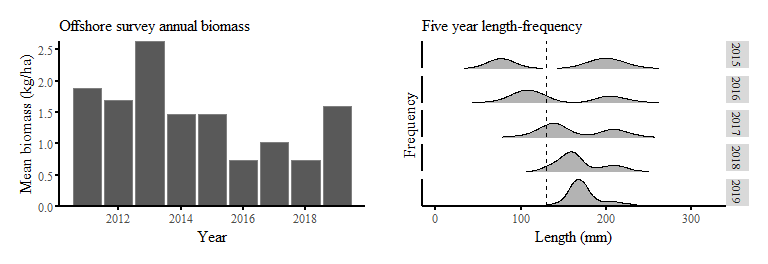 Offshore survey annual biomass
Mean biomass (kg/ha)
2.5
2.0
1.5
1.0
0.5
0.0
2012 2014 2016 2018
Year
Five year length-frequency
Frequency
2015
2016
2017
2018
2019
0 100 200 300
Length (mm)